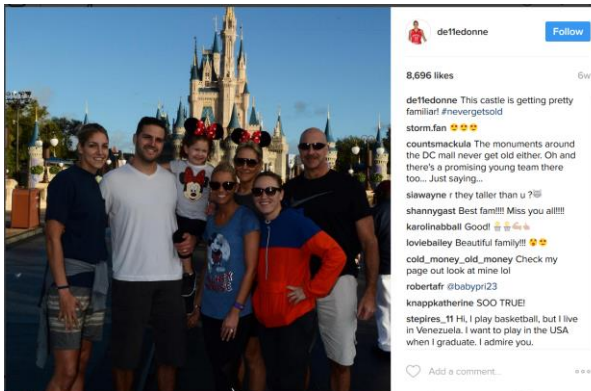 de11edonne
Follow
8,696 likes
6w
de11edonne This castle is getting pretty
familiar! #nevergetsold
storm.fan 😍😍😍
countsmackula The monuments around
the DC mall never get old either. Oh and
there's a promising young team there
too... Just saying...
siawayne r they taller than u ?
shannygast Best fam!!!! Miss you all!!!!
karolinabball Good!
loviebailey Beautiful family!!!
cold_money_old_money Check my
page out look at mine lol
robertafr @babypri23
knappkatherine SOO TRUE!
stepires_11 Hi, I play basketball, but I live
in Venezuela. I want to play in the USA
when I graduate. I admire you.
Add a comment...